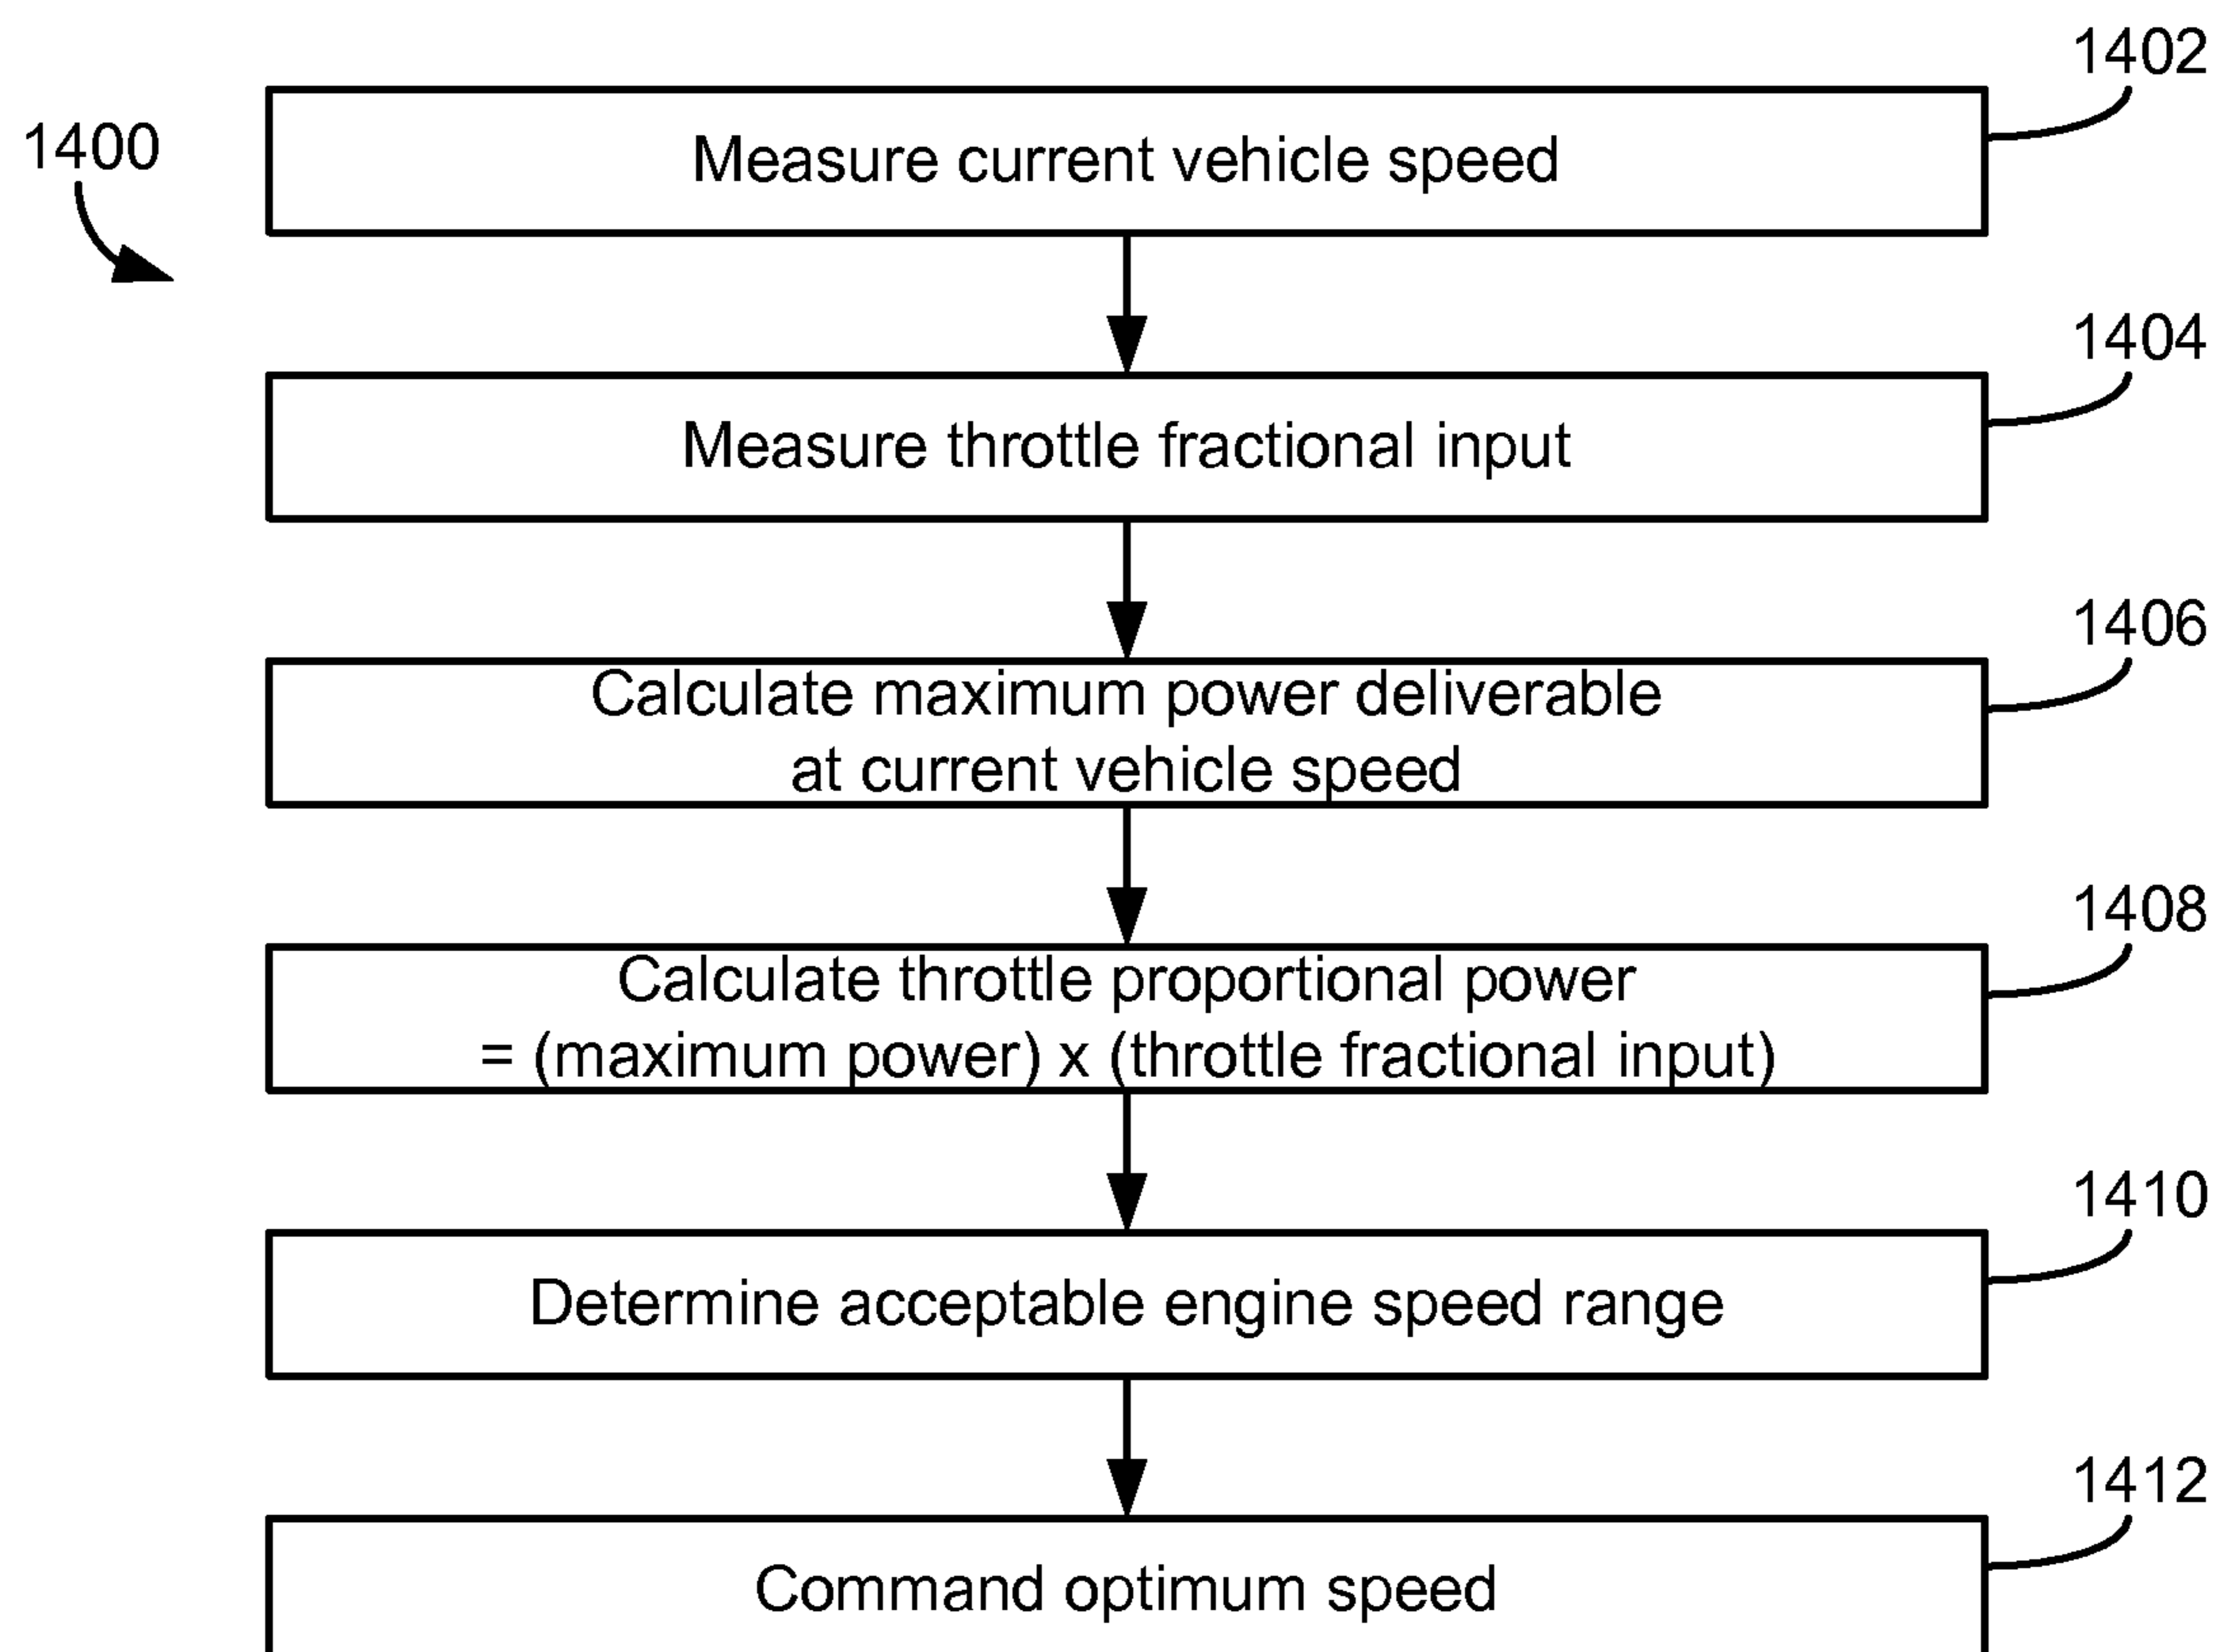 1402
1400
Measure current vehicle speed
1404
Measure throttle fractional input
1406
Calculate maximum power deliverable
at current vehicle speed
1408
Calculate throttle proportional power
= (maximum power) x (throttle fractional input)
1410
Determine acceptable engine speed range
1412
Command optimum speed